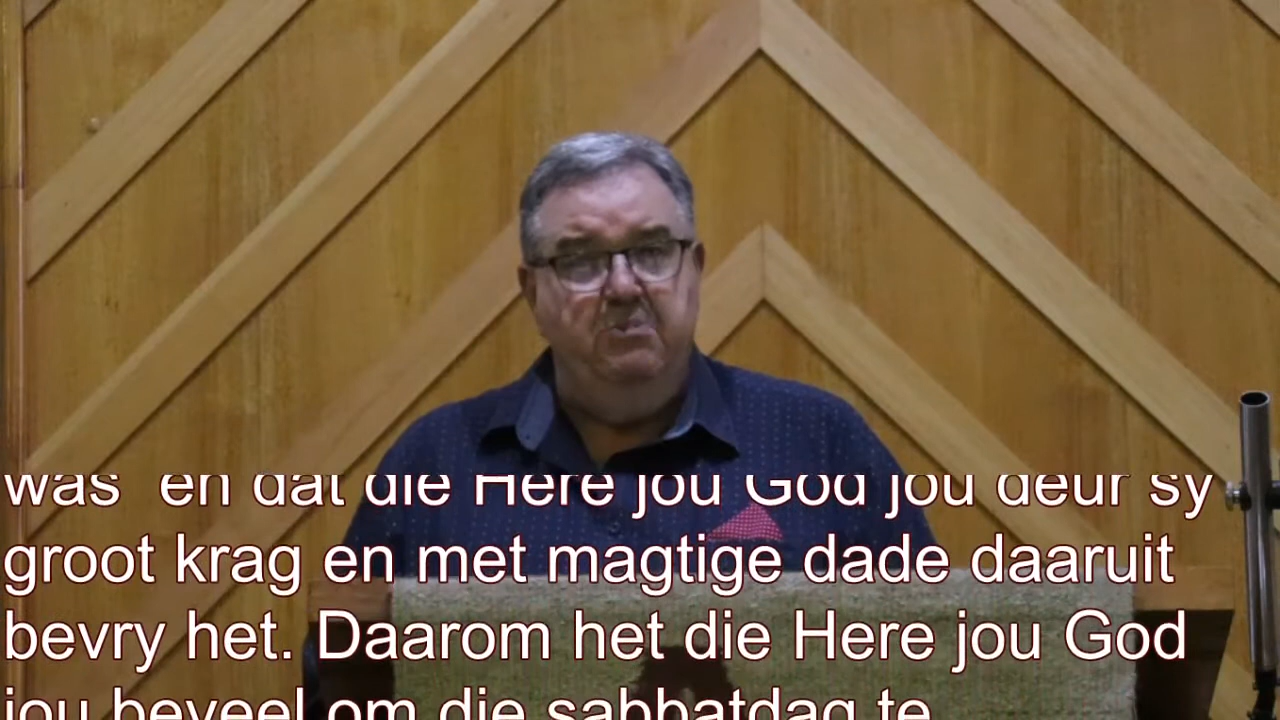 was en dat die Here jou God jou deur sy
groot krag en met magtige dade daaruit
bevry het. Daarom het die Here jou God
jou beveel om die sabbatdag te